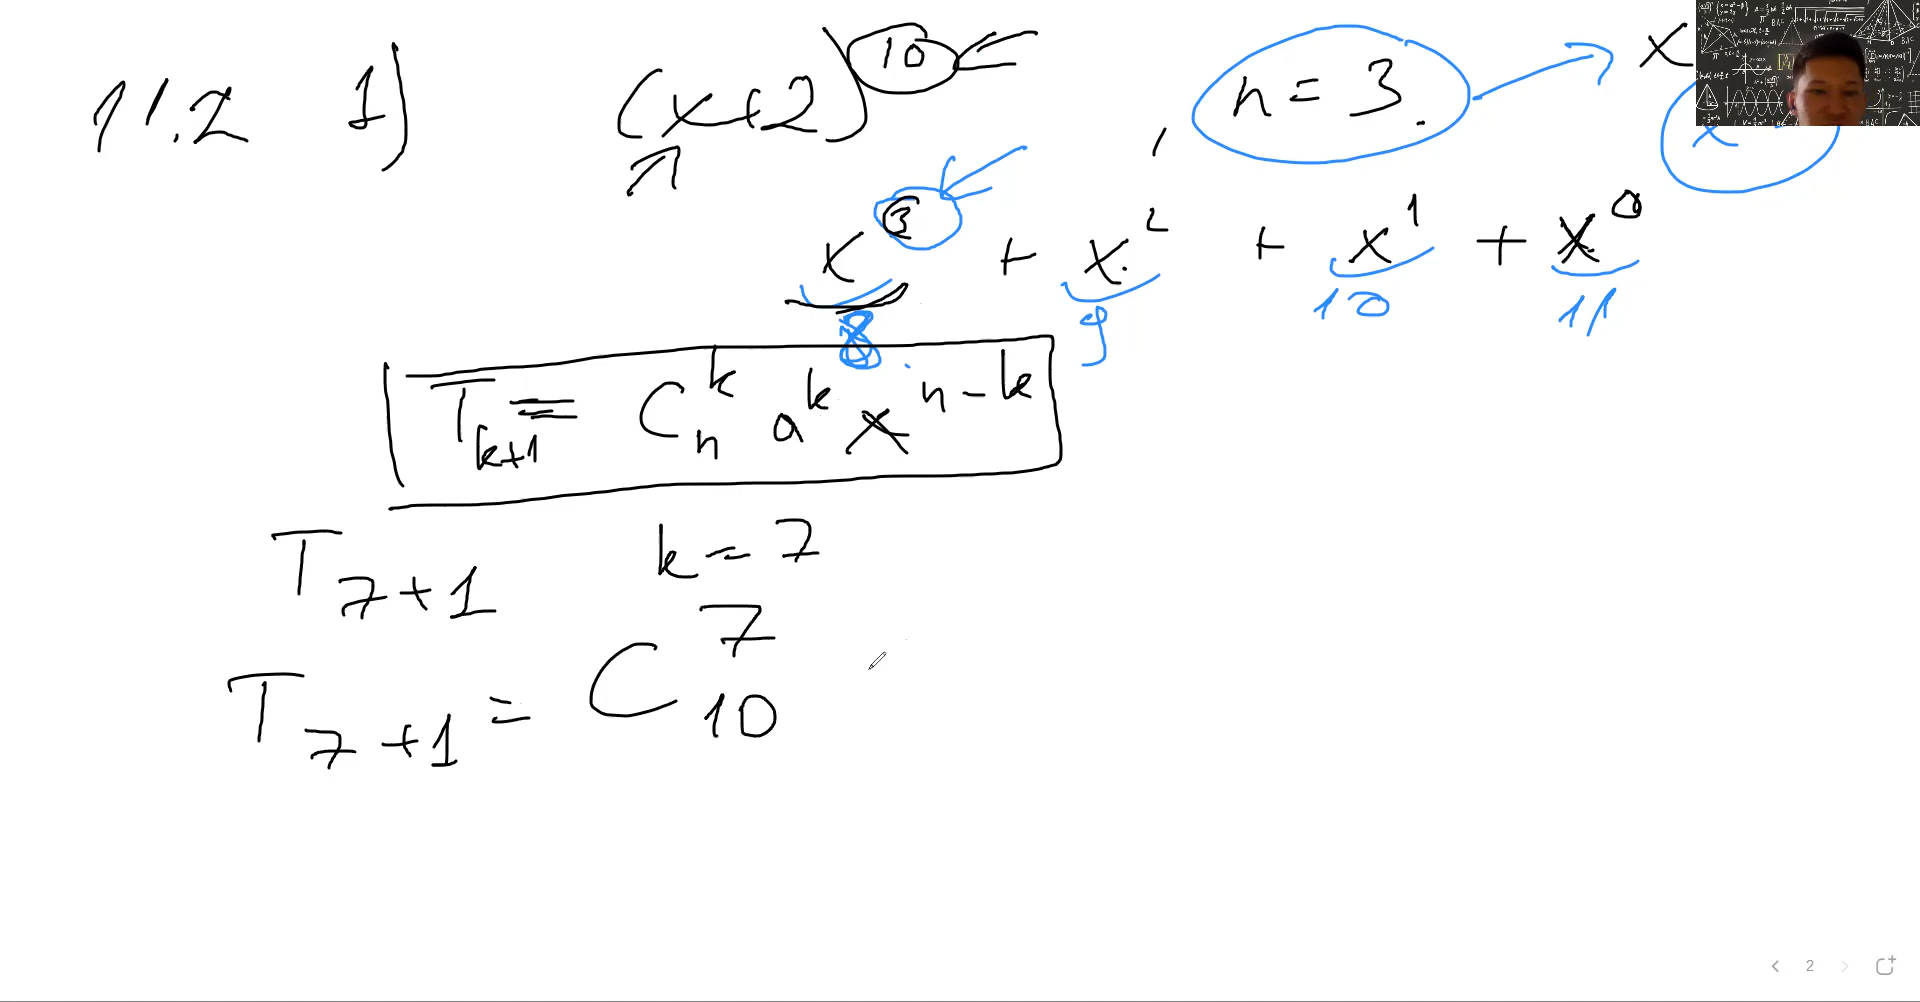 11.2 1) (x+2)^10 , n = 3. x
x^3 + x.^2 + x^1 + x^0
8 9 10 11
T_{k+1} = C_n^k a^k x^{n-k}
T_{7+1} k = 7
T_{7+1} = C_10^7
2